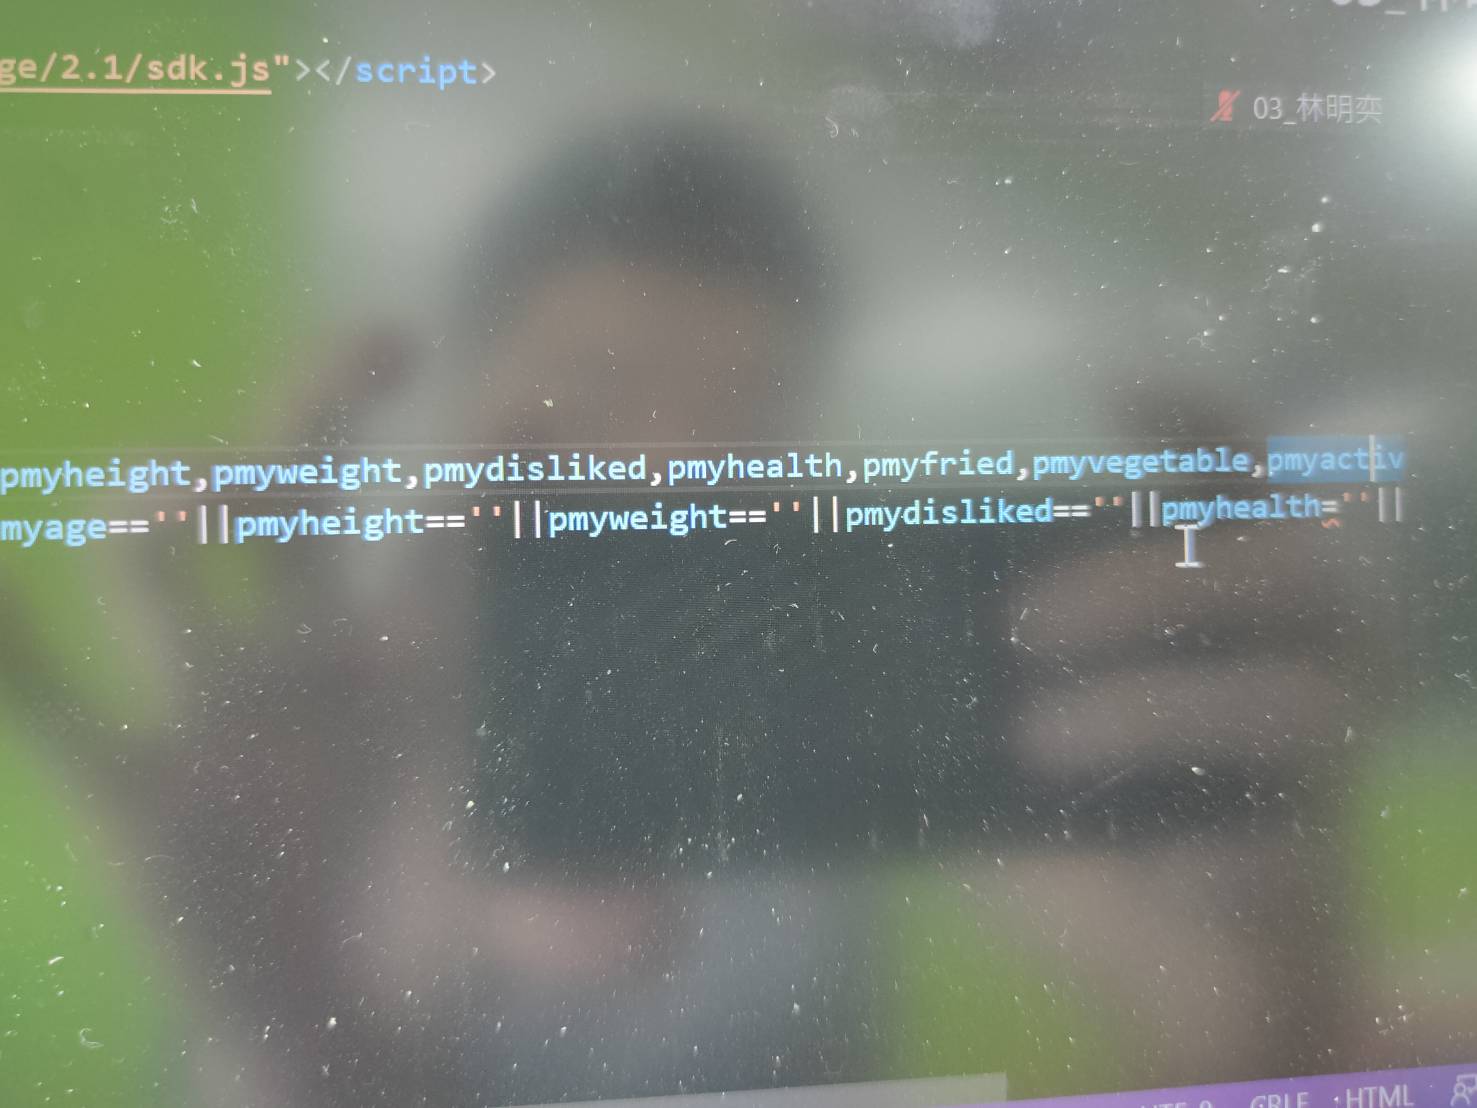 ge/2.1/sdk.js"></script>
03_林明奕
pmyheight,pmyweight,pmydisliked,pmyhealth,pmyfried,pmyvegetable,pmyactiv
myage==''||pmyheight==''||pmyweight==''||pmydisliked==''||pmyhealth=''||
CRLF HTML